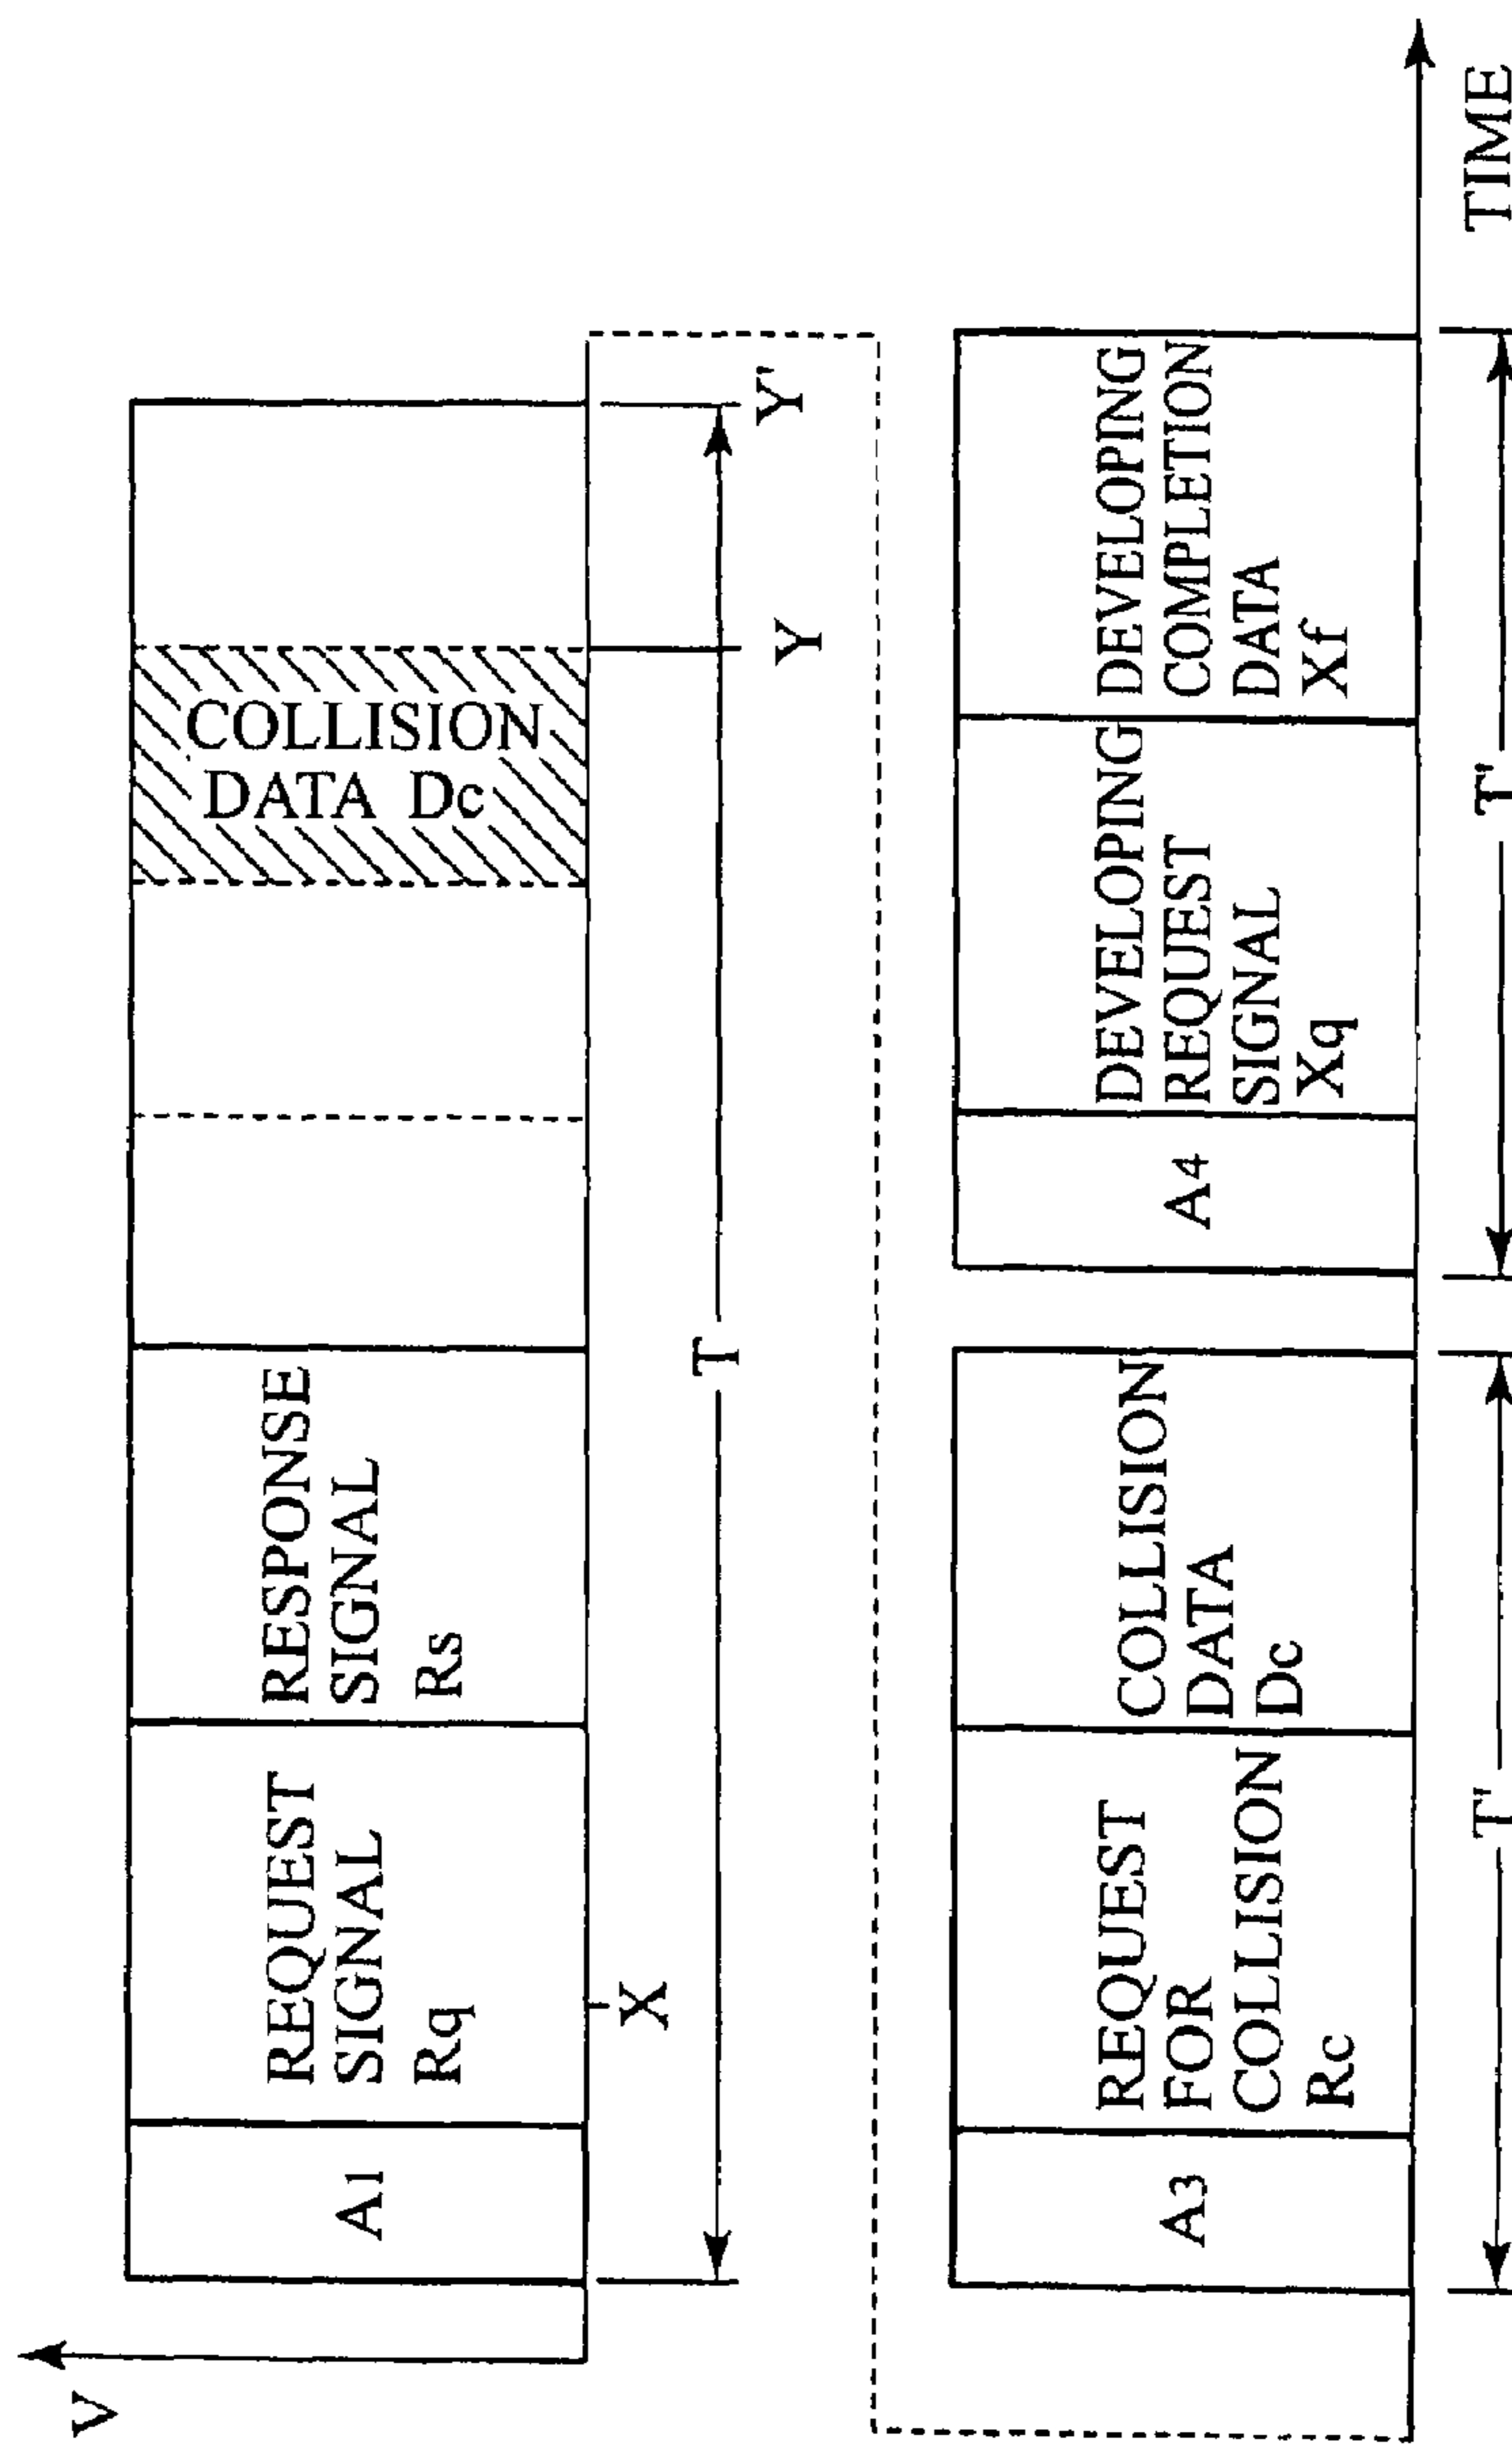 V
A1
REQUEST
SIGNAL
Rq
RESPONSE
SIGNAL
Rs
COLLISION
DATA Dc
X
Y
Y'
T
A3
REQUEST
FOR
COLLISION
Rc
COLLISION
DATA
Dc
A4
DEVELOPING
REQUEST
SIGNAL
Xq
DEVELOPING
COMPLETION
DATA
Xf
T'
T'
TIME